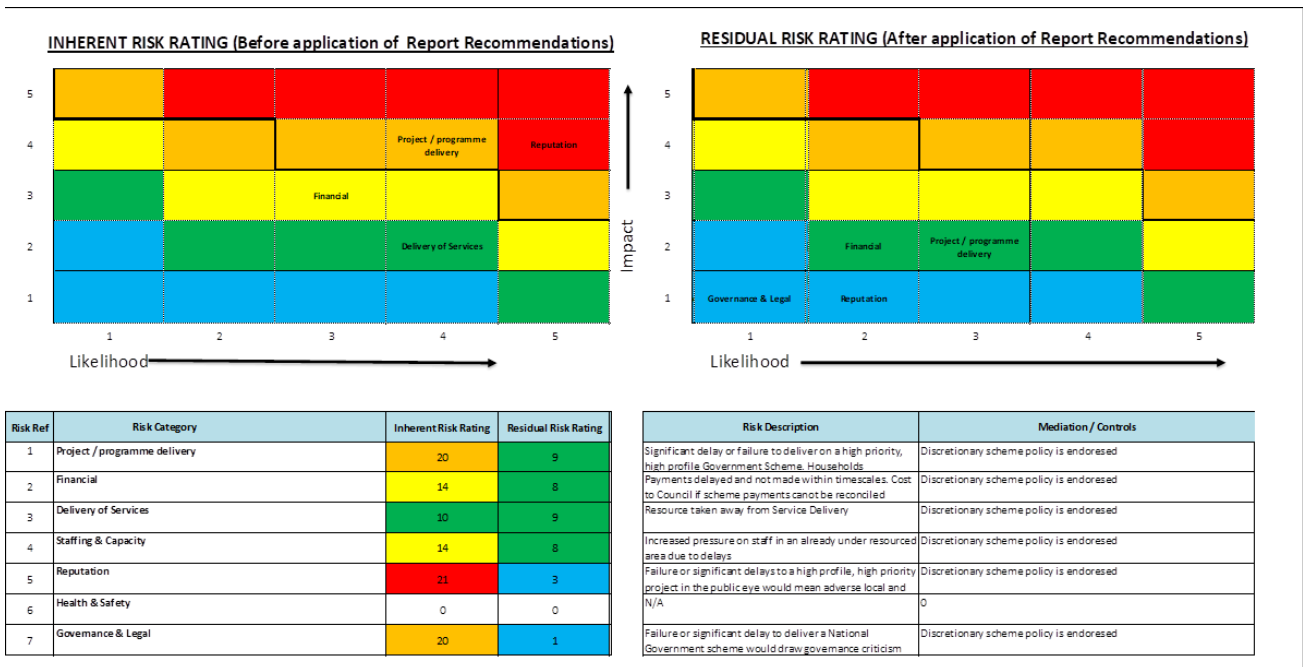 INHERENT RISK RATING (Before application of Report Recommendations)
5
4
Project / programme
delivery
Reputation
3
Financial
2
Delivery of Services
1
1 2 3 4 5
Likelihood
Impact
RESIDUAL RISK RATING (After application of Report Recommendations)
5
4
3
2
Financial
Project / programme
delivery
1
Governance & Legal
Reputation
1 2 3 4 5
Likelihood
Risk Ref Risk Category Inherent Risk Rating Residual Risk Rating
1 Project / programme delivery 20 9
2 Financial 14 8
3 Delivery of Services 10 9
4 Staffing & Capacity 14 8
5 Reputation 21 3
6 Health & Safety 0 0
7 Governance & Legal 20 1
Risk Description Mediation / Controls
Significant delay or failure to deliver on a high priority, Discretionary scheme policy is endoresed
high profile Government Scheme. Households
Payments delayed and not made within timescales. Cost Discretionary scheme policy is endoresed
to Council if scheme payments canot be reconciled
Resource taken away from Service Delivery Discretionary scheme policy is endoresed
Increased pressure on staff in an already under resourced Discretionary scheme policy is endoresed
area due to delays
Failure or significant delays to a high profile, high priority Discretionary scheme policy is endoresed
project in the public eye would mean adverse local and
N/A 0
Failure or significant delay to deliver a National Discretionary scheme policy is endoresed
Government scheme would draw governance criticism